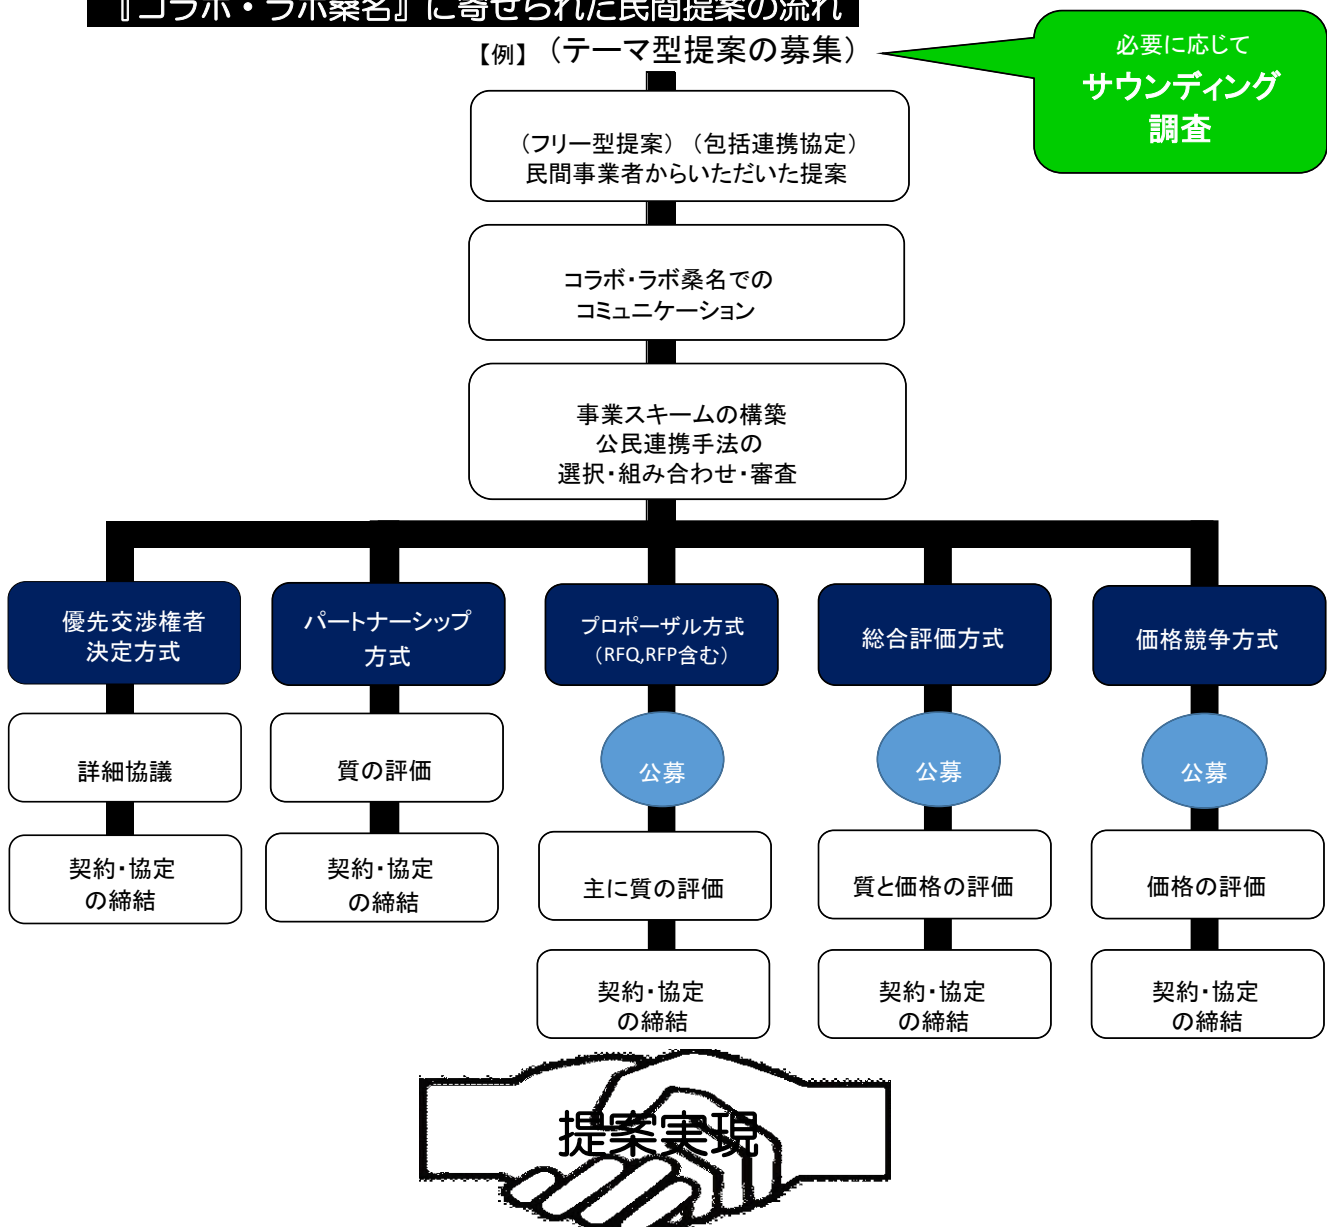 『コラボ・ラボ桑名』に寄せられた民間提案の流れ
【例】（テーマ型提案の募集）
必要に応じて
サウンディング
調査
（フリー型提案）（包括連携協定）
民間事業者からいただいた提案
コラボ・ラボ桑名での
コミュニケーション
事業スキームの構築
公民連携手法の
選択・組み合わせ・審査
優先交渉権者
決定方式
パートナーシップ
方式
プロポーザル方式
（RFQ,RFP含む）
総合評価方式
価格競争方式
詳細協議
質の評価
公募
公募
公募
契約・協定
の締結
契約・協定
の締結
主に質の評価
質と価格の評価
価格の評価
契約・協定
の締結
契約・協定
の締結
契約・協定
の締結
提案実現